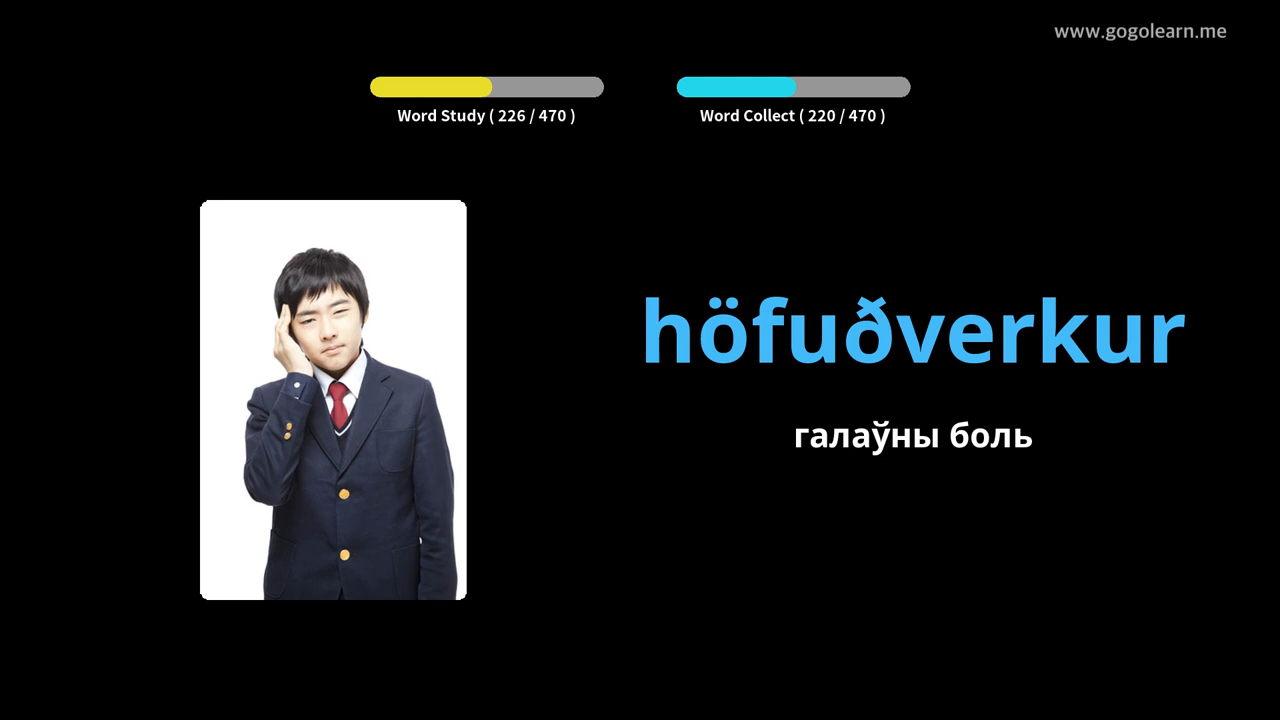 www.gogolearn.me
Word Study ( 226 / 470 )
Word Collect ( 220 / 470 )
höfuðverkur
галаўны боль